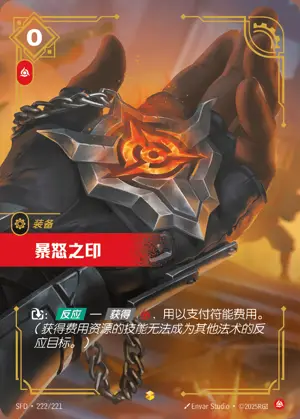 0
装备
暴怒之印
：反应 — 获得 ，用以支付符能费用。
（获得费用资源的技能无法成为其他法术的反
应目标。）
SFD • 222/221
Envar Studio • ©2025RG